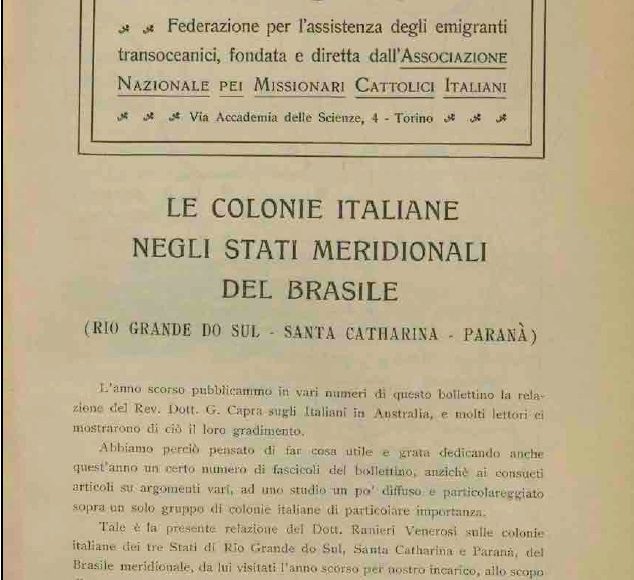 Federazione per l'assistenza degli emigranti
transoceanici, fondata e diretta dall'ASSOCIAZIONE
NAZIONALE PEI MISSIONARI CATTOLICI ITALIANI
Via Accademia delle Scienze, 4 - Torino
LE COLONIE ITALIANE
NEGLI STATI MERIDIONALI
DEL BRASILE
(RIO GRANDE DO SUL - SANTA CATHARINA - PARANÀ)
L'anno scorso pubblicammo in vari numeri di questo bollettino la rela-
zione del Rev. Dott. G. Capra sugli Italiani in Australia, e molti lettori ci
mostrarono di ciò il loro gradimento.
Abbiamo perciò pensato di far cosa utile e grata dedicando anche
quest'anno un certo numero di fascicoli del bollettino, anzichè ai consueti
articoli su argomenti vari, ad uno studio un po' diffuso e particolareggiato
sopra un solo gruppo di colonie italiane di particolare importanza.
Tale è la presente relazione del Dott. Ranieri Venerosi sulle colonie
italiane dei tre Stati di Rio Grande do Sul, Santa Catharina e Paranà, del
Brasile meridionale, da lui visitati l'anno scorso per nostro incarico, allo scopo